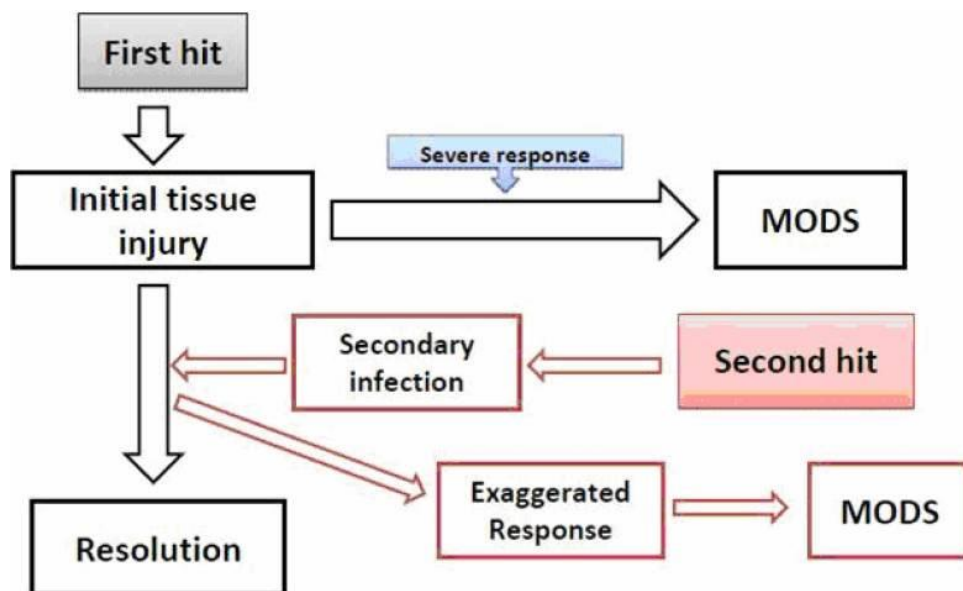 First hit
Severe response
Initial tissue
injury
MODS
Secondary
infection
Second hit
Exaggerated
Response
MODS
Resolution